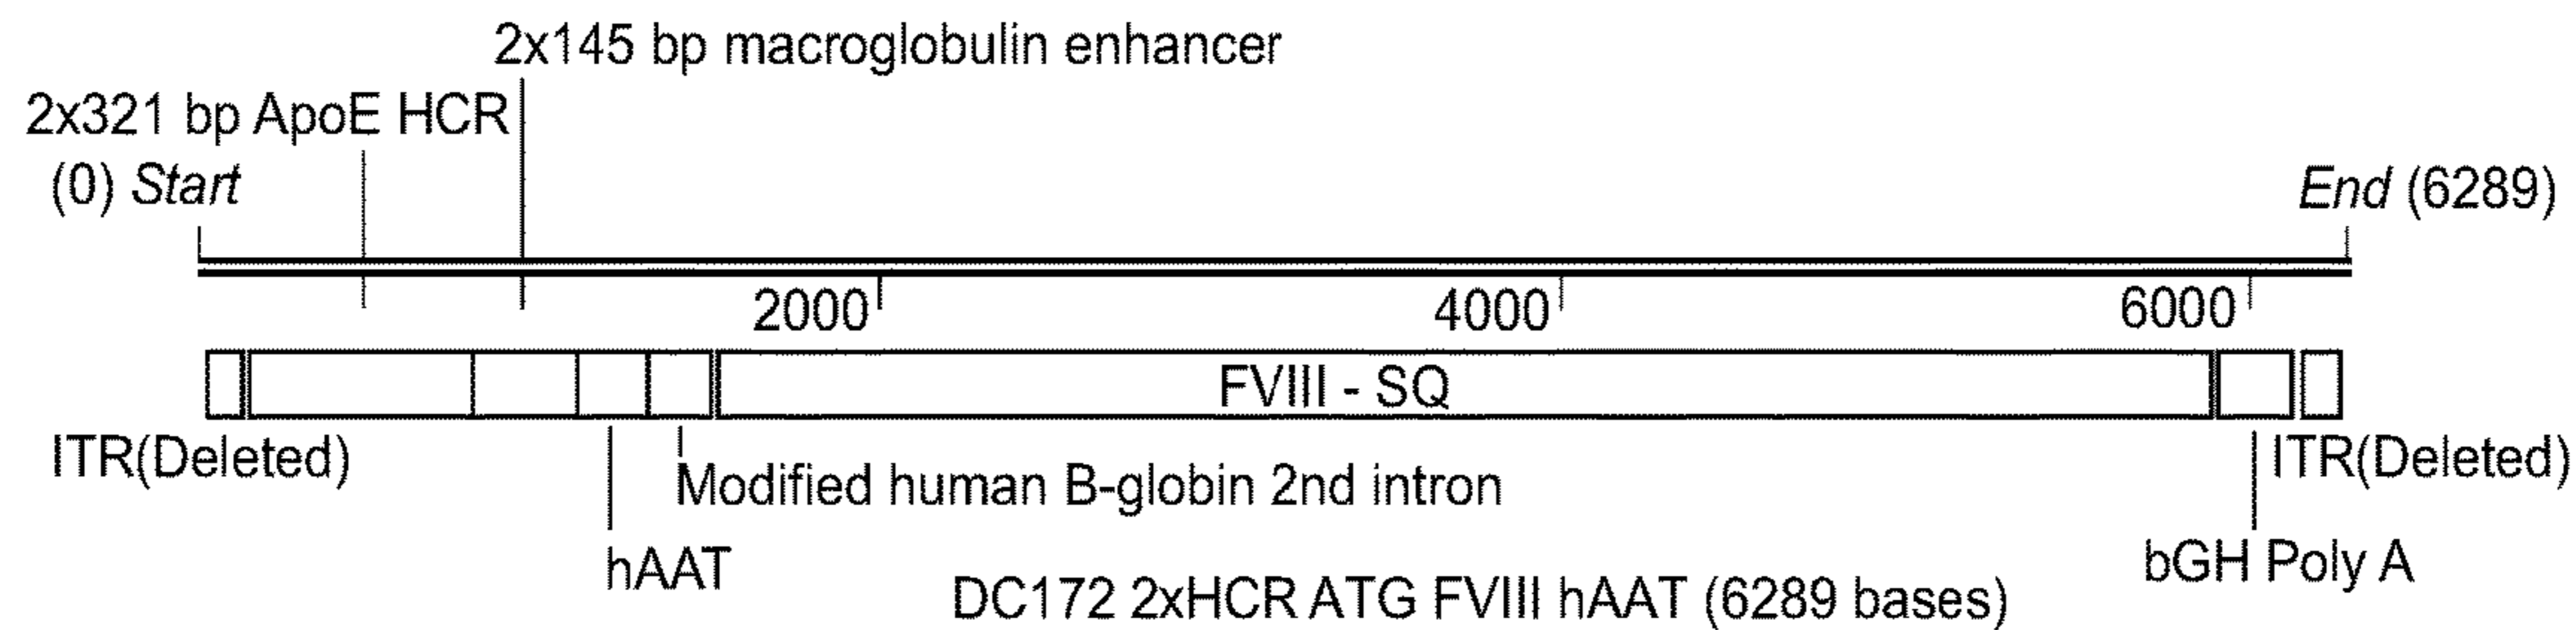 2x145 bp macroglobulin enhancer
2x321 bp ApoE HCR
(0) Start
End (6289)
2000
4000
6000
FVIII - SQ
ITR(Deleted)
Modified human B-globin 2nd intron
ITR(Deleted)
hAAT
bGH Poly A
DC172 2xHCR ATG FVIII hAAT (6289 bases)